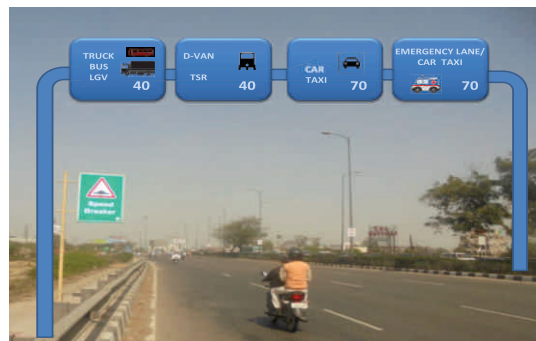 TRUCK
BUS
LGV
40
D-VAN
TSR
40
CAR
TAXI
70
EMERGENCY LANE/
CAR TAXI
70
Speed
Breaker